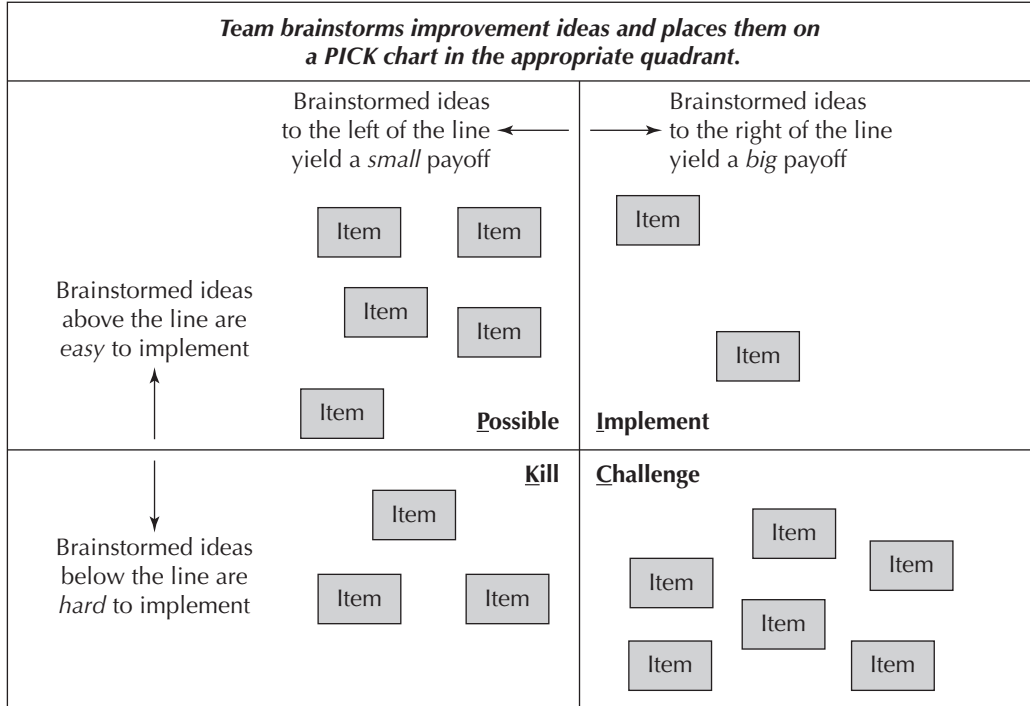 Team brainstorms improvement ideas and places them on
a PICK chart in the appropriate quadrant.
Brainstormed ideas
to the left of the line
yield a small payoff
Brainstormed ideas
to the right of the line
yield a big payoff
Item
Item
Item
Item
Item
Brainstormed ideas
above the line are
easy to implement
Possible
Item
Item
Implement
Kill
Item
Item
Item
Brainstormed ideas
below the line are
hard to implement
Challenge
Item
Item
Item
Item
Item
Item